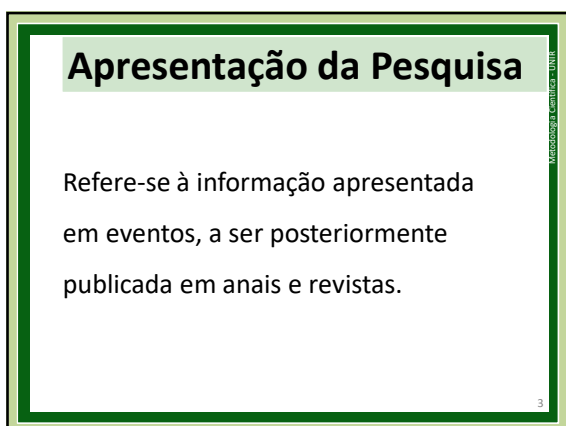 Apresentação da Pesquisa
Metodologia Científica - UNIR
Refere-se à informação apresentada
em eventos, a ser posteriormente
publicada em anais e revistas.
3